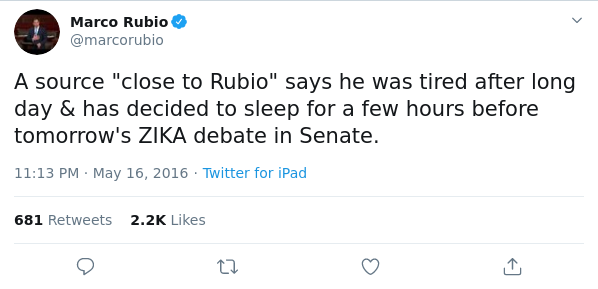 Marco Rubio
@marcorubio
A source "close to Rubio" says he was tired after long
day & has decided to sleep for a few hours before
tomorrow's ZIKA debate in Senate.
11:13 PM · May 16, 2016 · Twitter for iPad
681 Retweets 2.2K Likes